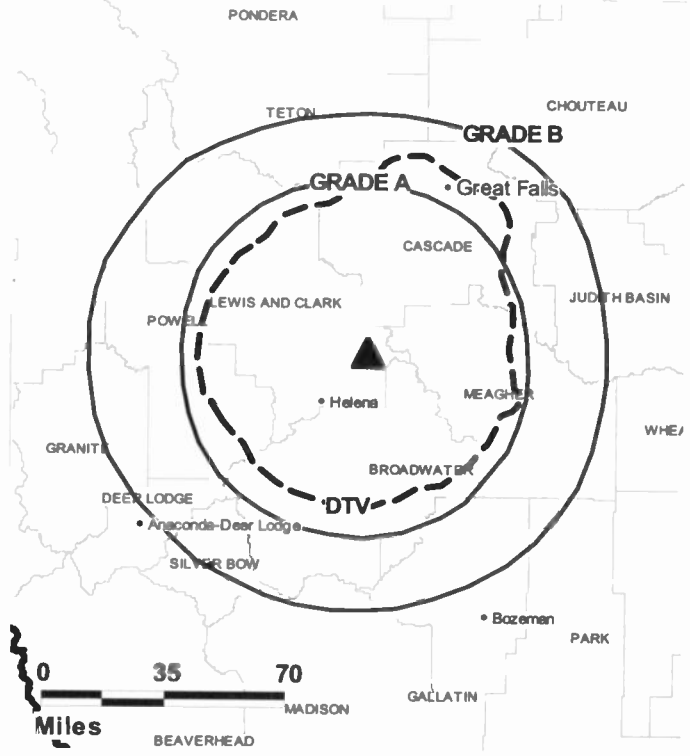 PONDERA
TETON
CHOUTEAU
GRADE B
GRADE A
Great Falls
CASCADE
LEWIS AND CLARK
JUDITH BASIN
POWELL
Helena
MEAGHER
WHEA
GRANITE
BROADWATER
DEER LODGE
DTV
Anaconda-Deer Lodge
SILVER BOW
Bozeman
PARK
0 35 70
Miles
MADISON
GALLATIN
BEAVERHEAD